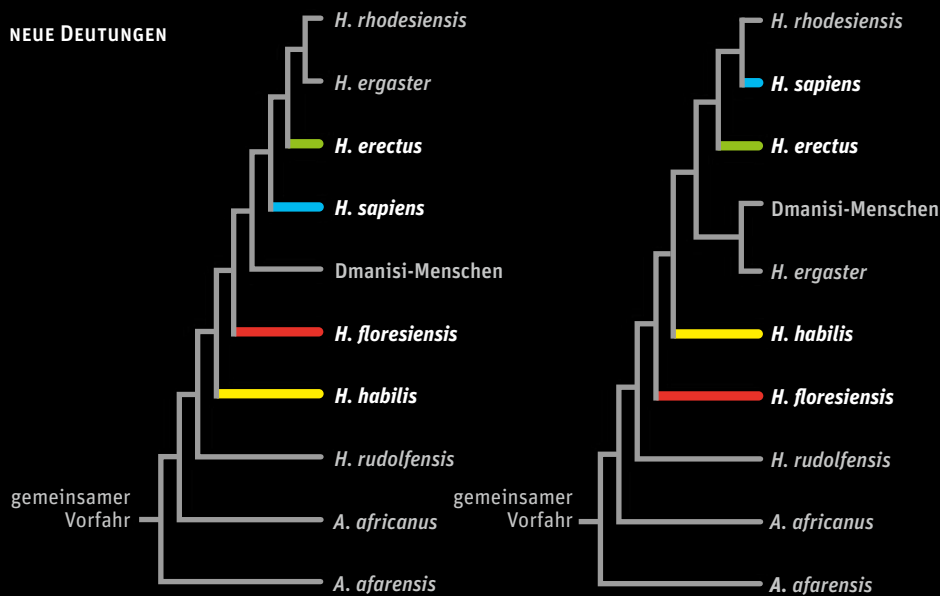 NEUE DEUTUNGEN
H. rhodesiensis
H. ergaster
H. erectus
H. sapiens
Dmanisi-Menschen
H. floresiensis
H. habilis
H. rudolfensis
gemeinsamer
Vorfahr
A. africanus
A. afarensis
H. rhodesiensis
H. sapiens
H. erectus
Dmanisi-Menschen
H. ergaster
H. habilis
H. floresiensis
H. rudolfensis
gemeinsamer
Vorfahr
A. africanus
A. afarensis